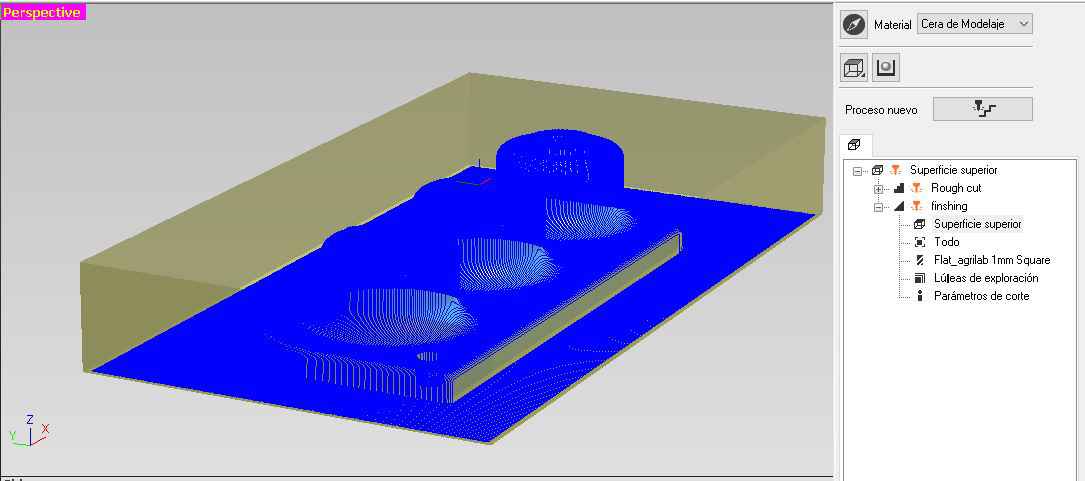 Perspective
Material Cera de Modelaje
Proceso nuevo
Superficie superior
Rough cut
finshing
Superficie superior
Todo
Flat_agrilab 1mm Square
Lúleas de exploración
Parámetros de corte
Z
Y X